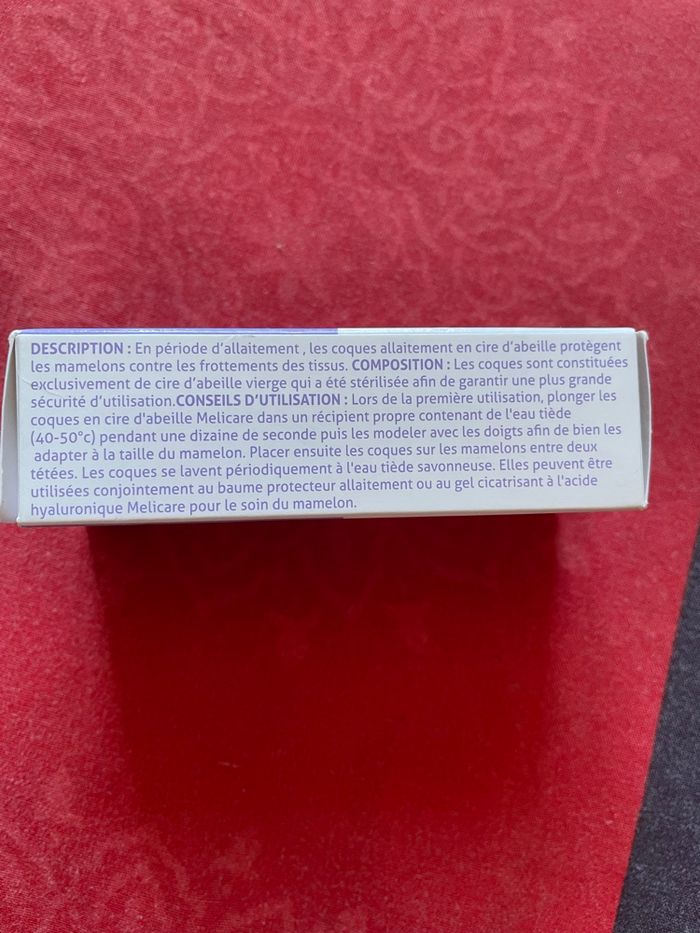 DESCRIPTION : En période d'allaitement , les coques allaitement en cire d'abeille protègent
les mamelons contre les frottements des tissus. COMPOSITION : Les coques sont constituées
exclusivement de cire d'abeille vierge qui a été stérilisée afin de garantir une plus grande
sécurité d'utilisation.CONSEILS D'UTILISATION : Lors de la première utilisation, plonger les
coques en cire d'abeille Melicare dans un récipient propre contenant de l'eau tiède
(40-50°c) pendant une dizaine de seconde puis les modeler avec les doigts afin de bien les
adapter à la taille du mamelon. Placer ensuite les coques sur les mamelons entre deux
tétées. Les coques se lavent périodiquement à l'eau tiède savonneuse. Elles peuvent être
utilisées conjointement au baume protecteur allaitement ou au gel cicatrisant à l'acide
hyaluronique Melicare pour le soin du mamelon.